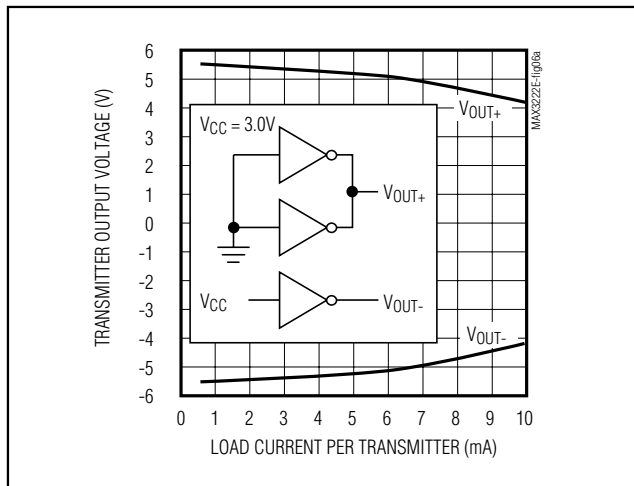 TRANSMITTER OUTPUT VOLTAGE (V)
6
5
4
3
2
1
0
-1
-2
-3
-4
-5
-6
MAX3222E-fig06a
VOUT+
VCC = 3.0V
VOUT+
VCC
VOUT-
VOUT-
0 1 2 3 4 5 6 7 8 9 10
LOAD CURRENT PER TRANSMITTER (mA)